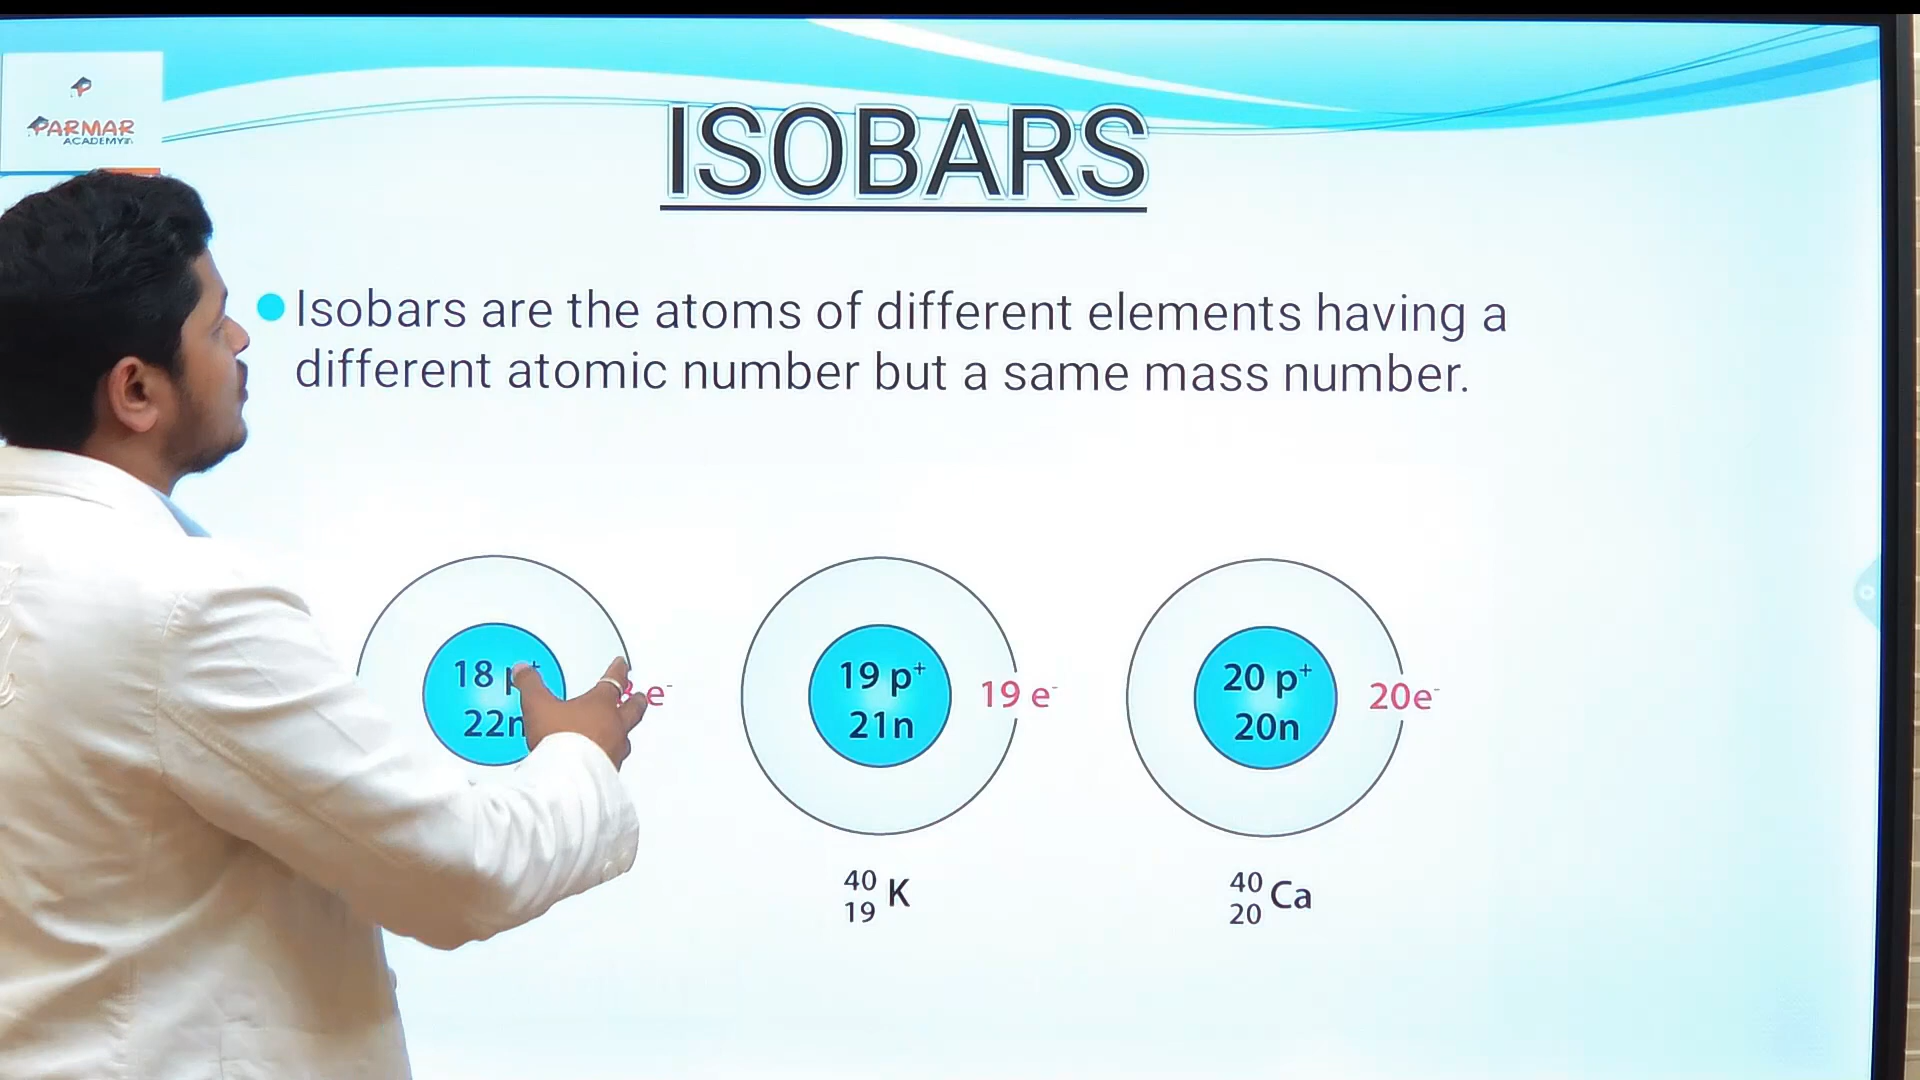 PARMAR
ACADEMY
ISOBARS
Isobars are the atoms of different elements having a
different atomic number but a same mass number.
18 p⁺
22n
e⁻
19 p⁺
21n
19 e⁻
20 p⁺
20n
20e⁻
40
19 K
40
20 Ca